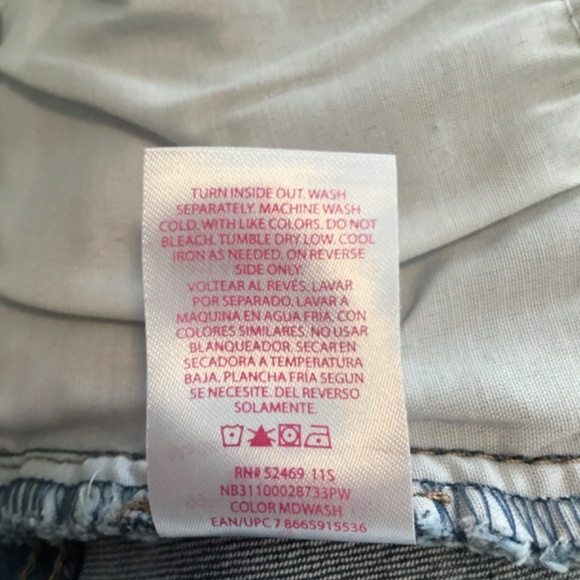 TURN INSIDE OUT. WASH
SEPARATELY. MACHINE WASH
COLD. WITH LIKE COLORS. DO NOT
BLEACH. TUMBLE DRY LOW. COOL
IRON AS NEEDED. ON REVERSE
SIDE ONLY.
VOLTEAR AL REVÉS. LAVAR
POR SEPARADO. LAVAR A
MAQUINA EN AGUA FRIA. CON
COLORES SIMILARES. NO USAR
BLANQUEADOR. SECAR EN
SECADORA A TEMPERATURA
BAJA. PLANCHA FRIA SEGUN
SE NECESITE. DEL REVERSO
SOLAMENTE.
RN# 52469 11S
NB31100028733PW
COLOR MDWASH
EAN/UPC 7 8665915536